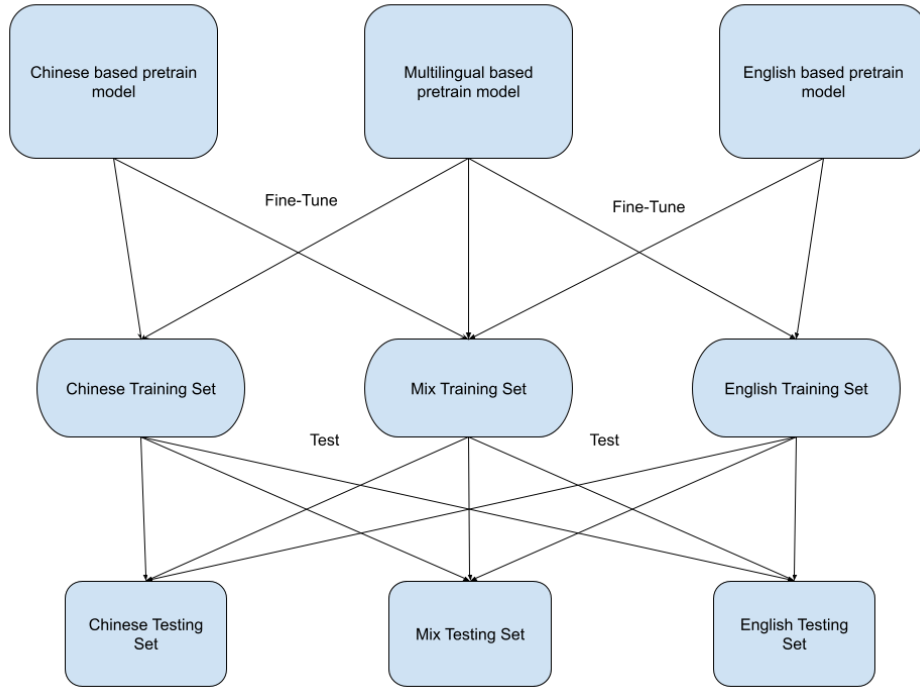 Chinese based pretrain
model
Multilingual based
pretrain model
English based pretrain
model
Fine-Tune
Fine-Tune
Chinese Training Set
Mix Training Set
English Training Set
Test
Test
Chinese Testing
Set
Mix Testing Set
English Testing
Set